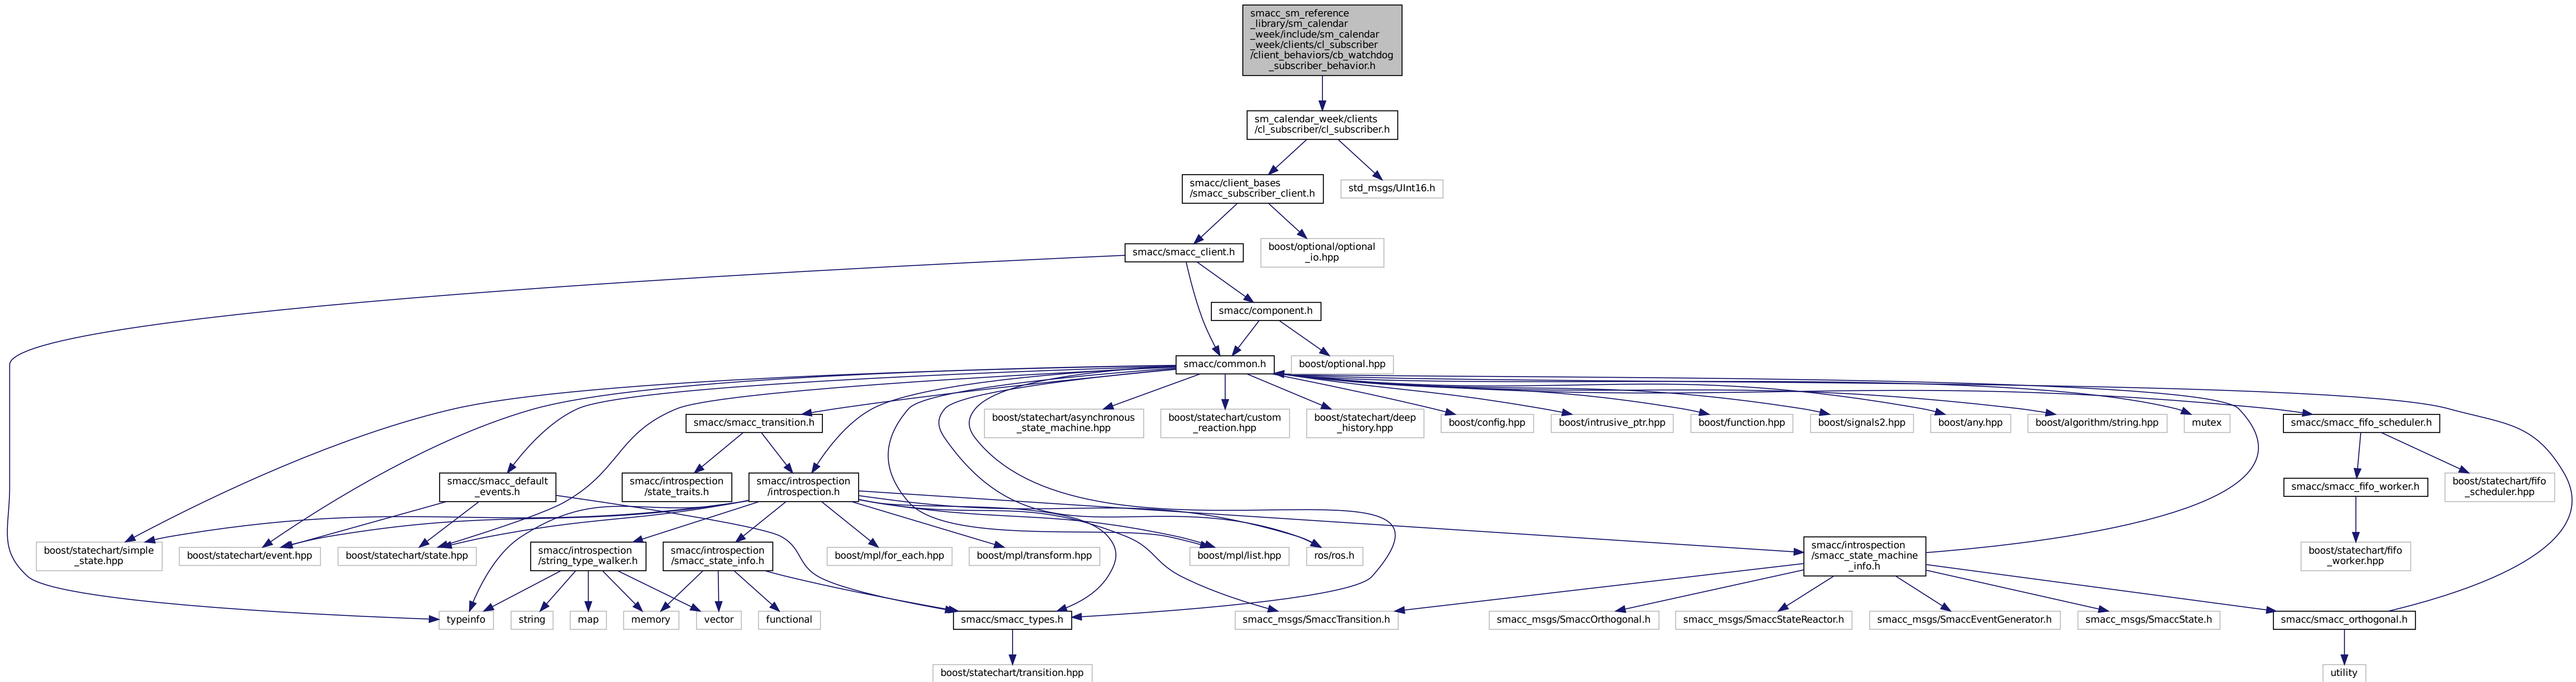 smacc_sm_reference
_library/sm_calendar
_week/include/sm_calendar
_week/clients/cl_subscriber
/client_behaviors/cb_watchdog
_subscriber_behavior.h
sm_calendar_week/clients
/cl_subscriber/cl_subscriber.h
smacc/client_bases
/smacc_subscriber_client.h
std_msgs/UInt16.h
smacc/smacc_client.h
boost/optional/optional
_io.hpp
smacc/component.h
smacc/common.h
boost/optional.hpp
smacc/smacc_transition.h
boost/statechart/asynchronous
_state_machine.hpp
boost/statechart/custom
_reaction.hpp
boost/statechart/deep
_history.hpp
boost/config.hpp
boost/intrusive_ptr.hpp
boost/function.hpp
boost/signals2.hpp
boost/any.hpp
boost/algorithm/string.hpp
mutex
smacc/smacc_fifo_scheduler.h
smacc/smacc_default
_events.h
smacc/introspection
/state_traits.h
smacc/introspection
/introspection.h
smacc/smacc_fifo_worker.h
boost/statechart/fifo
_scheduler.hpp
boost/statechart/simple
_state.hpp
boost/statechart/event.hpp
boost/statechart/state.hpp
smacc/introspection
/string_type_walker.h
smacc/introspection
/smacc_state_info.h
boost/mpl/for_each.hpp
boost/mpl/transform.hpp
boost/mpl/list.hpp
ros/ros.h
smacc/introspection
/smacc_state_machine
_info.h
boost/statechart/fifo
_worker.hpp
typeinfo
string
map
memory
vector
functional
smacc/smacc_types.h
smacc_msgs/SmaccTransition.h
smacc_msgs/SmaccOrthogonal.h
smacc_msgs/SmaccStateReactor.h
smacc_msgs/SmaccEventGenerator.h
smacc_msgs/SmaccState.h
smacc/smacc_orthogonal.h
boost/statechart/transition.hpp
utility